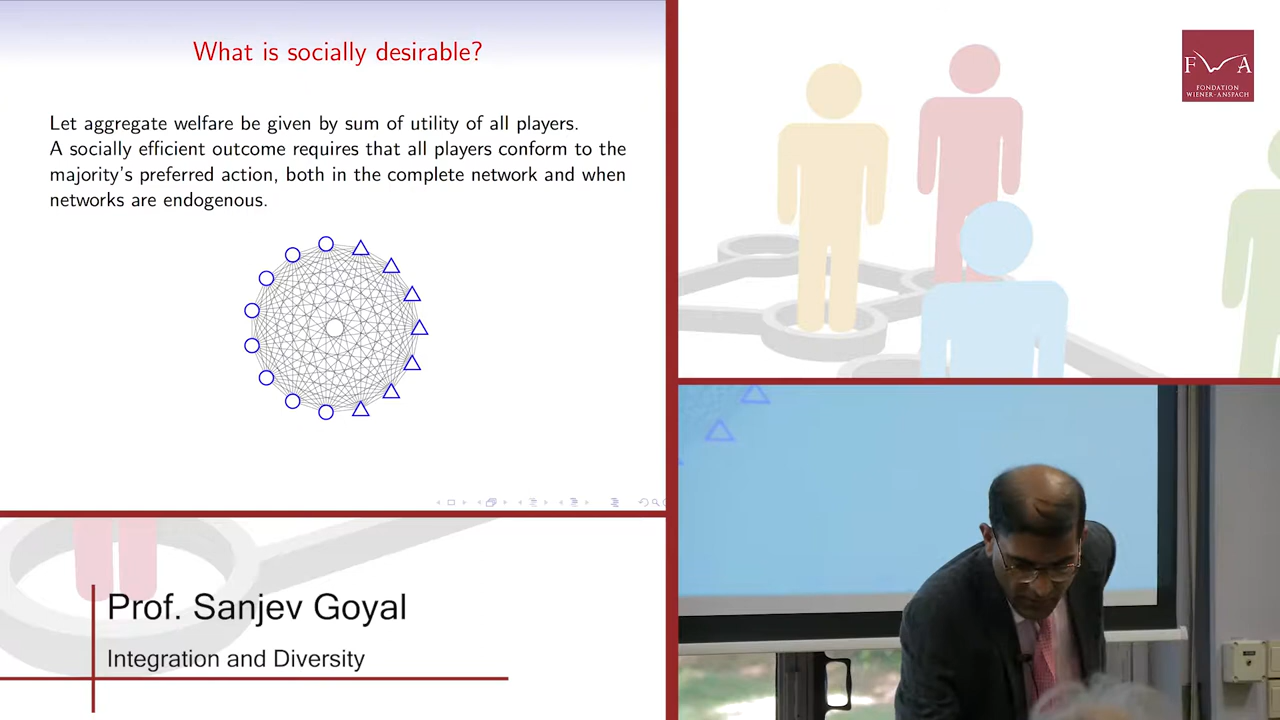 What is socially desirable?
Let aggregate welfare be given by sum of utility of all players.
A socially efficient outcome requires that all players conform to the
majority's preferred action, both in the complete network and when
networks are endogenous.
F W A
FONDATION
WIENER-ANSPACH
Prof. Sanjev Goyal
Integration and Diversity